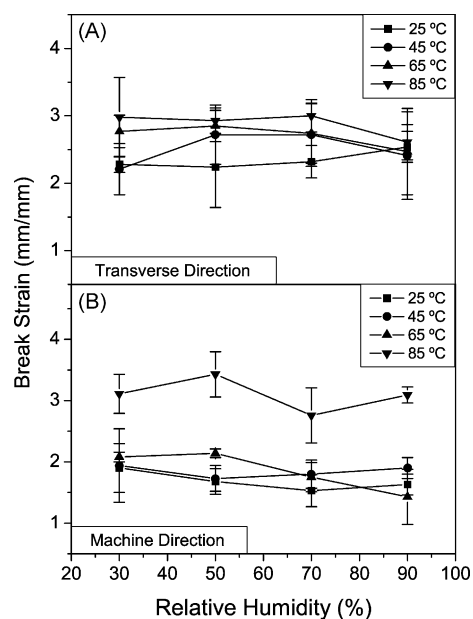 (A)
25 ºC
45 ºC
65 ºC
85 ºC
4
3
2
1
Transverse Direction
Break Strain (mm/mm)
(B)
25 ºC
45 ºC
65 ºC
85 ºC
4
3
2
1
Machine Direction
20 30 40 50 60 70 80 90 100
Relative Humidity (%)